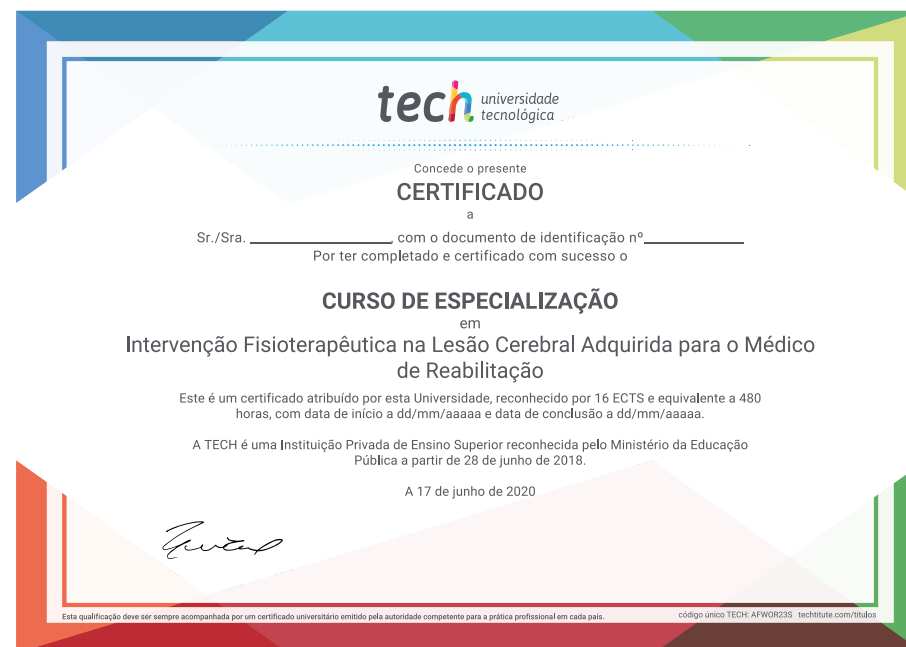 tech universidade
tecnológica
Concede o presente
CERTIFICADO
a
Sr./Sra. ____________, com o documento de identificação nº_________
Por ter completado e certificado com sucesso o
CURSO DE ESPECIALIZAÇÃO
em
Intervenção Fisioterapêutica na Lesão Cerebral Adquirida para o Médico
de Reabilitação
Este é um certificado atribuído por esta Universidade, reconhecido por 16 ECTS e equivalente a 480
horas, com data de início a dd/mm/aaaaa e data de conclusão a dd/mm/aaaaa.
A TECH é uma Instituição Privada de Ensino Superior reconhecida pelo Ministério da Educação
Pública a partir de 28 de junho de 2018.
A 17 de junho de 2020
Esta qualificação deve ser sempre acompanhada por um certificado universitário emitido pela autoridade competente para a prática profissional em cada país.
código único TECH: AFWOR23S techtitute.com/titulos